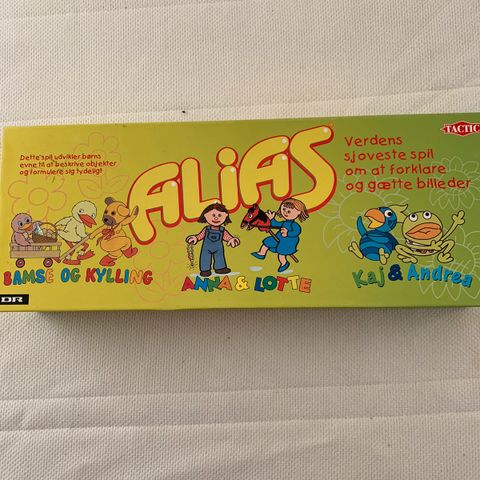 TACTIC
ALIAS
Dette spil udvikler børns
evne til at beskrive objekter
og formulere sig tydeligt
Verdens
sjoveste spil
om at forklare
og gætte billeder
BAMSE OG KYLLING
ANNA & LOTTE
Kaj & Andrea
DR